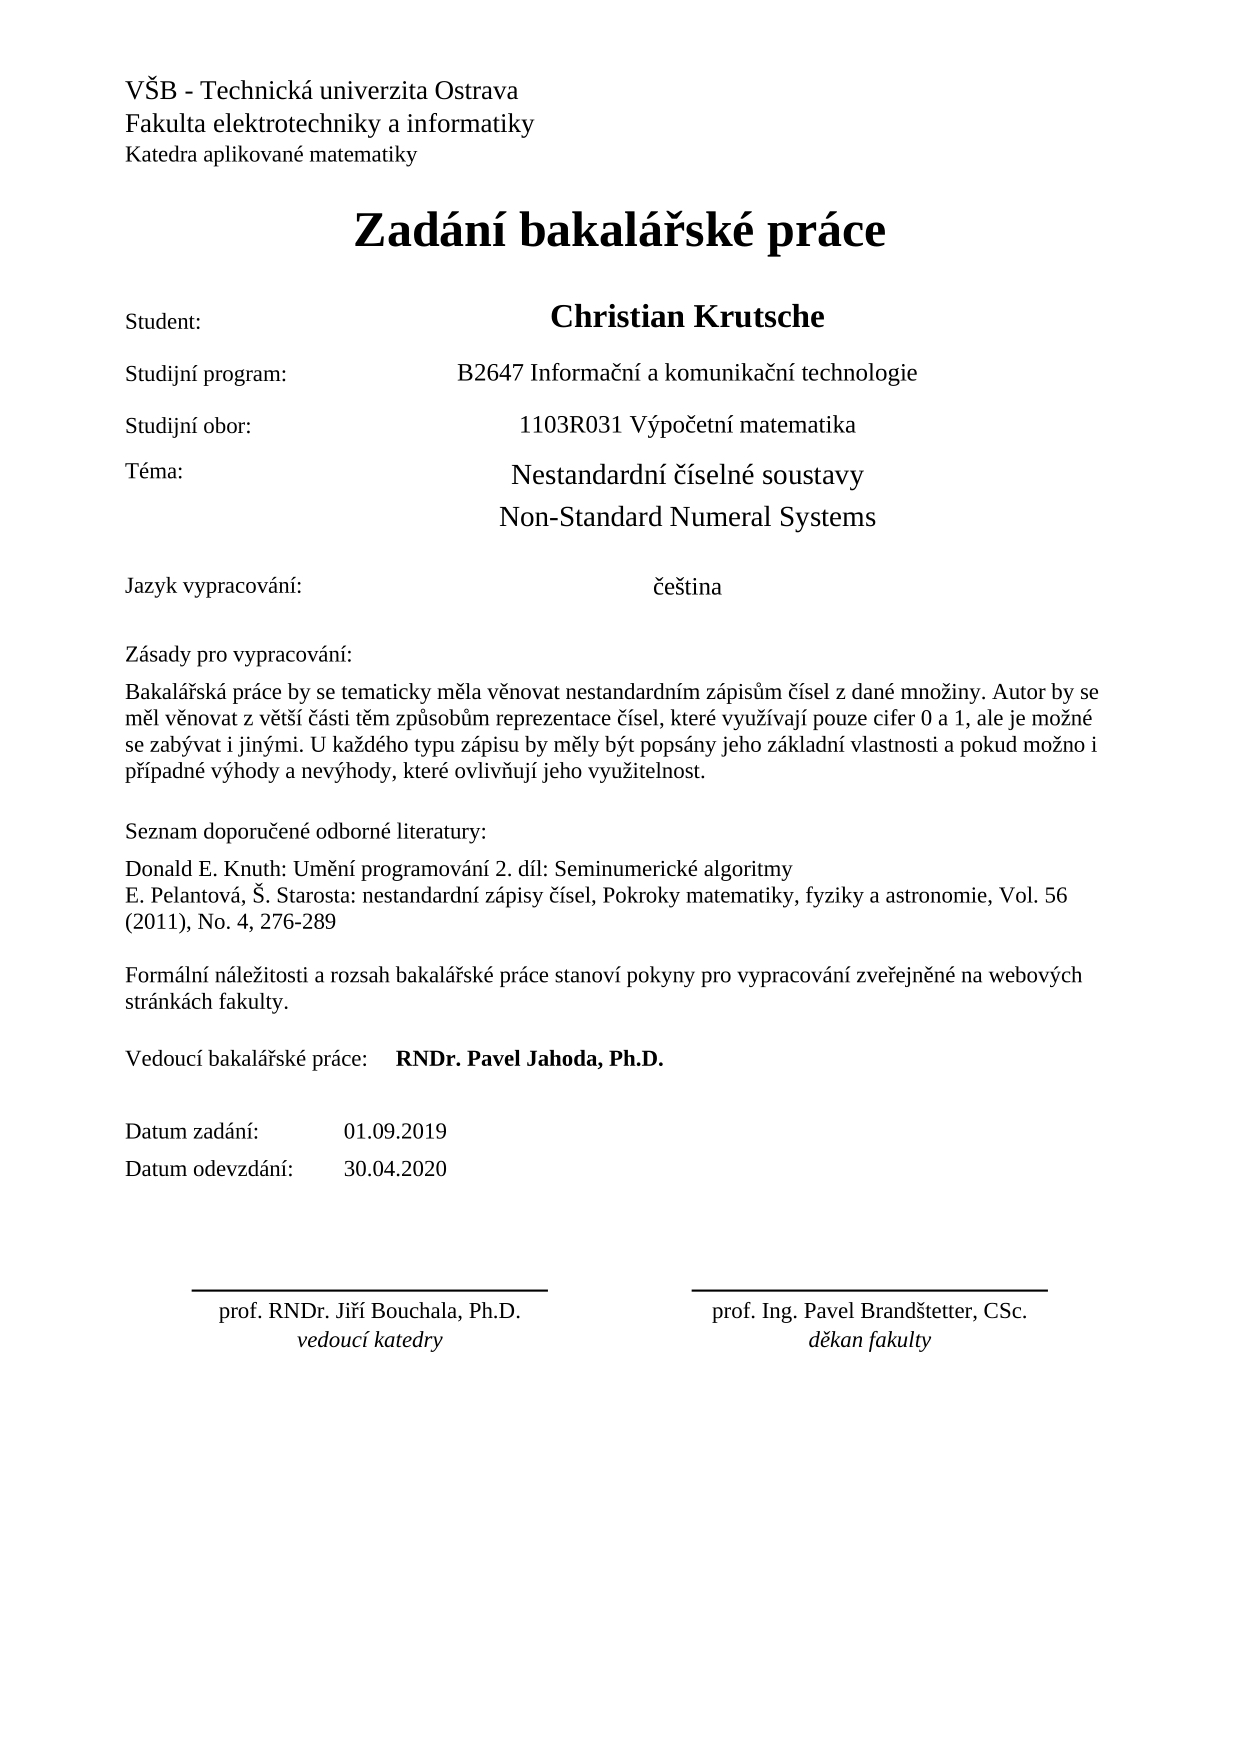 VŠB - Technická univerzita Ostrava
Fakulta elektrotechniky a informatiky
Katedra aplikované matematiky
Zadání bakalářské práce
Student: Christian Krutsche
Studijní program: B2647 Informační a komunikační technologie
Studijní obor: 1103R031 Výpočetní matematika
Téma: Nestandardní číselné soustavy
Non-Standard Numeral Systems
Jazyk vypracování: čeština
Zásady pro vypracování:
Bakalářská práce by se tematicky měla věnovat nestandardním zápisům čísel z dané množiny. Autor by se
měl věnovat z větší části těm způsobům reprezentace čísel, které využívají pouze cifer 0 a 1, ale je možné
se zabývat i jinými. U každého typu zápisu by měly být popsány jeho základní vlastnosti a pokud možno i
případné výhody a nevýhody, které ovlivňují jeho využitelnost.
Seznam doporučené odborné literatury:
Donald E. Knuth: Umění programování 2. díl: Seminumerické algoritmy
E. Pelantová, Š. Starosta: nestandardní zápisy čísel, Pokroky matematiky, fyziky a astronomie, Vol. 56
(2011), No. 4, 276-289
Formální náležitosti a rozsah bakalářské práce stanoví pokyny pro vypracování zveřejněné na webových
stránkách fakulty.
Vedoucí bakalářské práce: RNDr. Pavel Jahoda, Ph.D.
Datum zadání: 01.09.2019
Datum odevzdání: 30.04.2020
prof. RNDr. Jiří Bouchala, Ph.D. prof. Ing. Pavel Brandštetter, CSc.
vedoucí katedry děkan fakulty